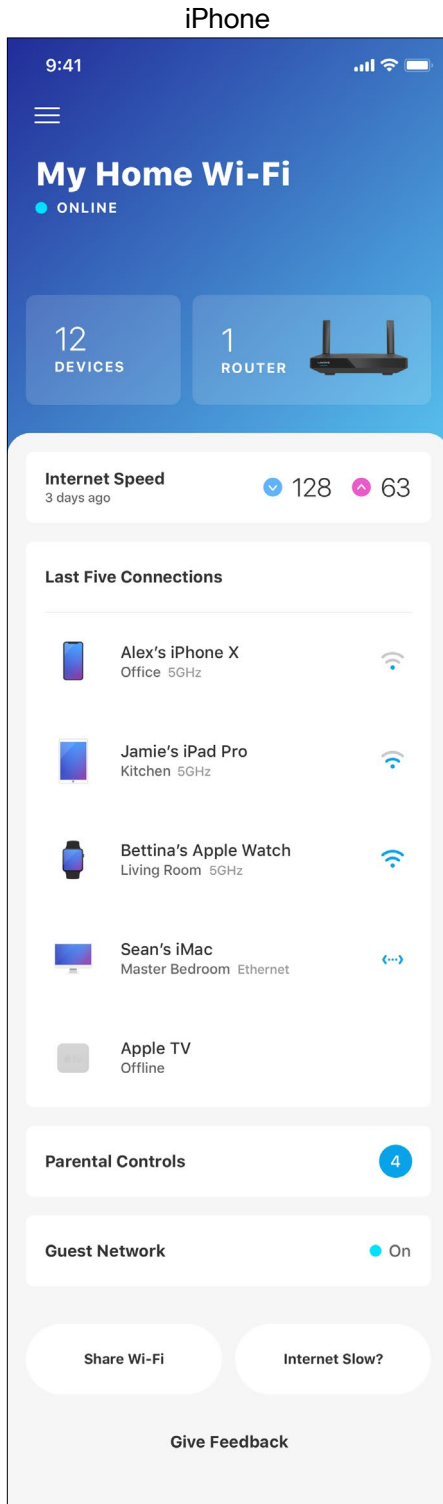 iPhone
9:41
My Home Wi-Fi
ONLINE
12
DEVICES
1
ROUTER
Internet Speed
3 days ago
128
63
Last Five Connections
Alex’s iPhone X
Office 5GHz
Jamie’s iPad Pro
Kitchen 5GHz
Bettina’s Apple Watch
Living Room 5GHz
Sean’s iMac
Master Bedroom Ethernet
Apple TV
Offline
Parental Controls
4
Guest Network
On
Share Wi-Fi
Internet Slow?
Give Feedback